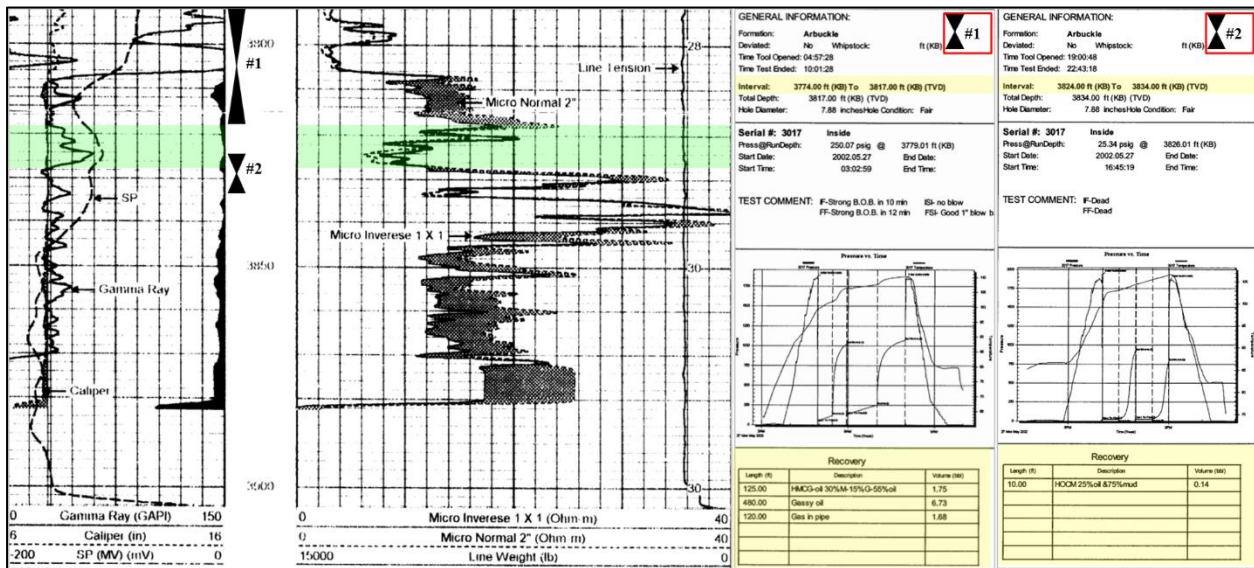 3800
#1
#2
SP
3850
Gamma Ray
Caliper
3900
0 Gamma Ray (GAPI) 150
6 Caliper (in) 16
-200 SP (MV) (mV) 0
28
Line Tension
Micro Normal 2"
Micro Inverese 1 X 1
30
30
0 Micro Inverese 1 X 1 (Ohm-m) 40
0 Micro Normal 2" (Ohm m) 40
15000 Line Weight (lb) 0
GENERAL INFORMATION:
#1
Formation: Arbuckle
Deviated: No Whipstock: ft (KB)
Time Tool Opened: 04:57:28
Time Test Ended: 10:01:28
Interval: 3774.00 ft (KB) To 3817.00 ft (KB) (TVD)
Total Depth: 3817.00 ft (KB) (TVD)
Hole Diameter: 7.88 inchesHole Condition: Fair
Serial #: 3017 Inside
Press@RunDepth: 250.07 psig @ 3779.01 ft (KB)
Start Date: 2002.05.27 End Date:
Start Time: 03:02:59 End Time:
TEST COMMENT: IF-Strong B.O.B. in 10 min ISI- no blow
FF-Strong B.O.B. in 12 min FSI- Good 1" blow b
Pressure vs. Time
Recovery
Length (ft) Description Volume (bbl)
125.00 HMCG-oil 30%M-15%G-55%oil 1.75
480.00 Gassy oil 6.73
120.00 Gas in pipe 1.68
GENERAL INFORMATION:
#2
Formation: Arbuckle
Deviated: No Whipstock: ft (KB)
Time Tool Opened: 19:00:48
Time Test Ended: 22:43:18
Interval: 3824.00 ft (KB) To 3834.00 ft (KB) (TVD)
Total Depth: 3834.00 ft (KB) (TVD)
Hole Diameter: 7.88 inchesHole Condition: Fair
Serial #: 3017 Inside
Press@RunDepth: 25.34 psig @ 3826.01 ft (KB)
Start Date: 2002.05.27 End Date:
Start Time: 16:45:19 End Time:
TEST COMMENT: IF-Dead
FF-Dead
Pressure vs. Time
Recovery
Length (ft) Description Volume (bbl)
10.00 HOCM 25%oil &75%mud 0.14